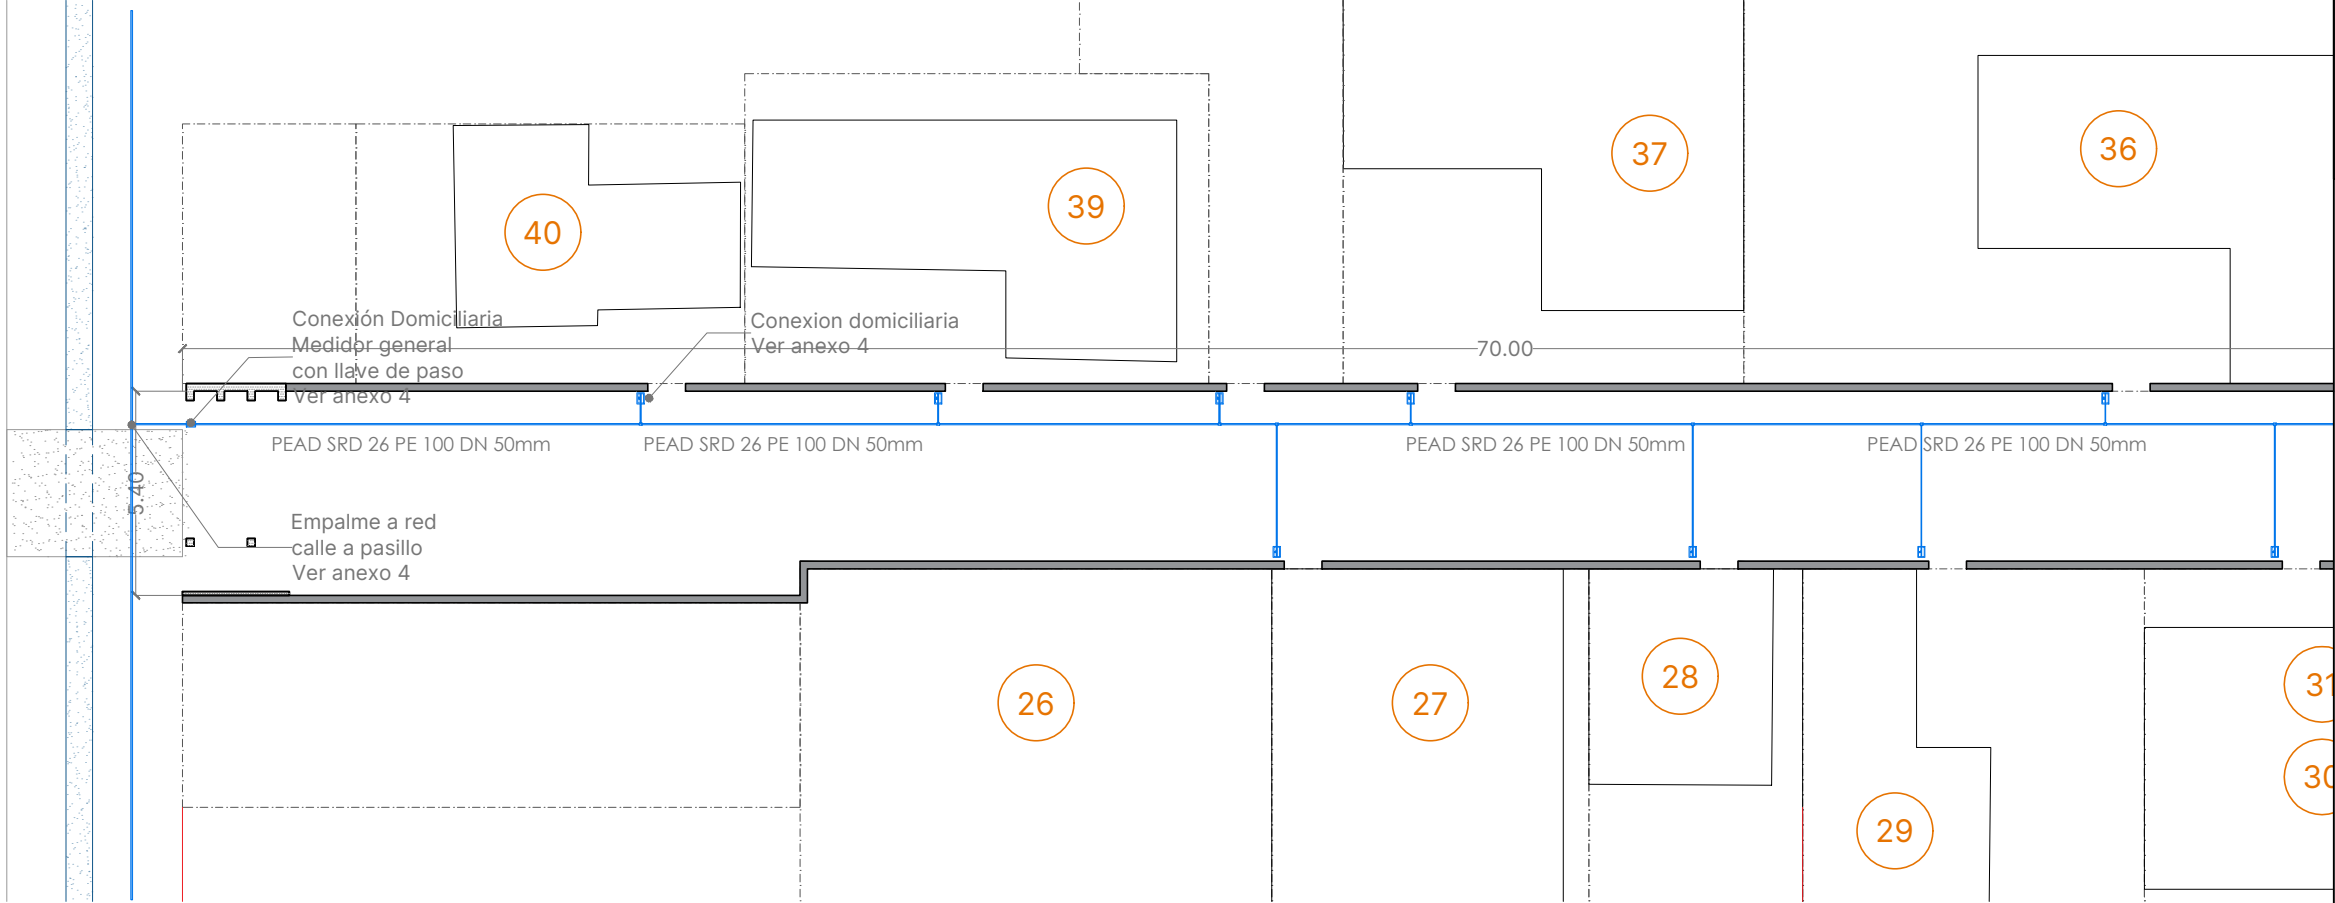 37
36
39
40
Conexión Domiciliaria
Medidor general
con llave de paso
Ver anexo 4
Conexion domiciliaria
Ver anexo 4
70.00
PEAD SRD 26 PE 100 DN 50mm
PEAD SRD 26 PE 100 DN 50mm
PEAD SRD 26 PE 100 DN 50mm
PEAD SRD 26 PE 100 DN 50mm
5.40
Empalme a red
calle a pasillo
Ver anexo 4
26
27
28
29
31
30